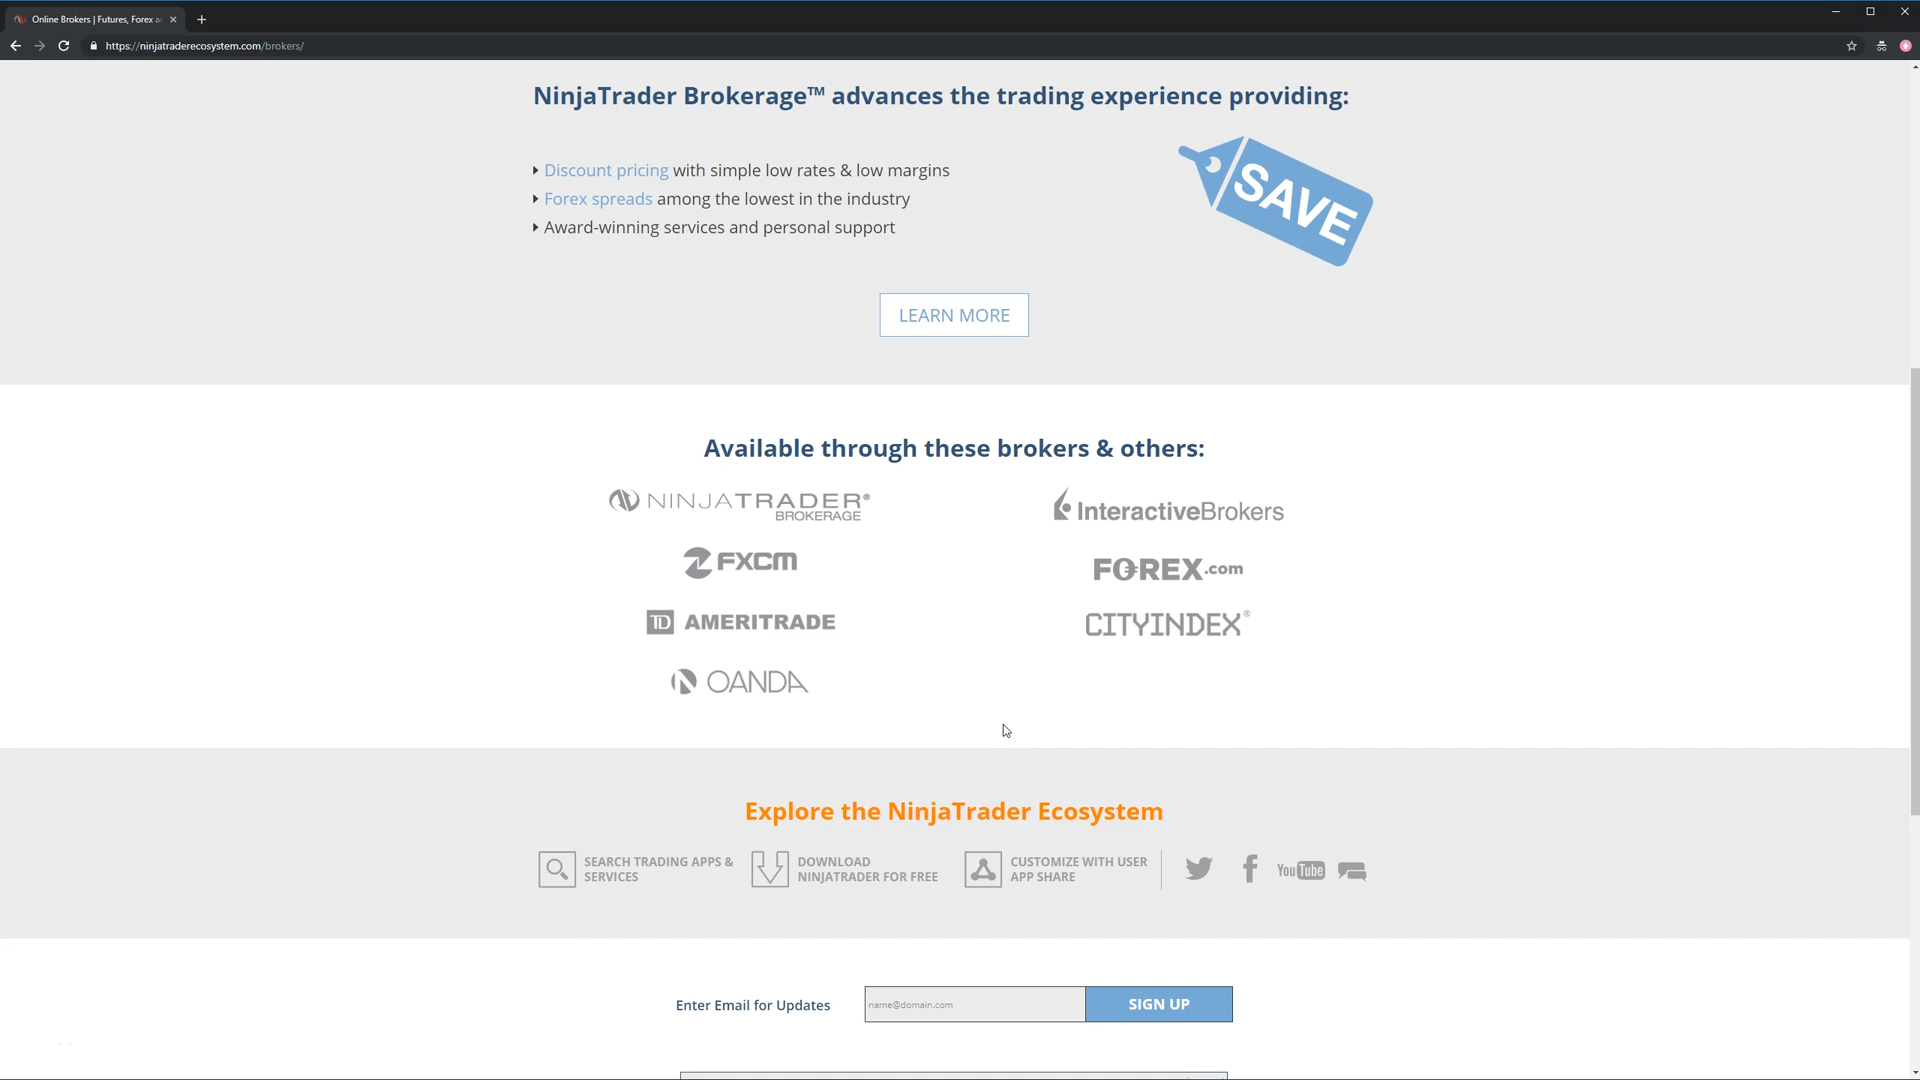 Online Brokers | Futures, Forex a
https://ninjatraderecosystem.com/brokers/
NinjaTrader Brokerage™ advances the trading experience providing:
Discount pricing with simple low rates & low margins
Forex spreads among the lowest in the industry
Award-winning services and personal support
SAVE
LEARN MORE
Available through these brokers & others:
NINJATRADER®
BROKERAGE
InteractiveBrokers
FXCM
FOREX.com
TD AMERITRADE
CITYINDEX®
OANDA
Explore the NinjaTrader Ecosystem
SEARCH TRADING APPS &
SERVICES
DOWNLOAD
NINJATRADER FOR FREE
CUSTOMIZE WITH USER
APP SHARE
YouTube
Enter Email for Updates
name@domain.com
SIGN UP